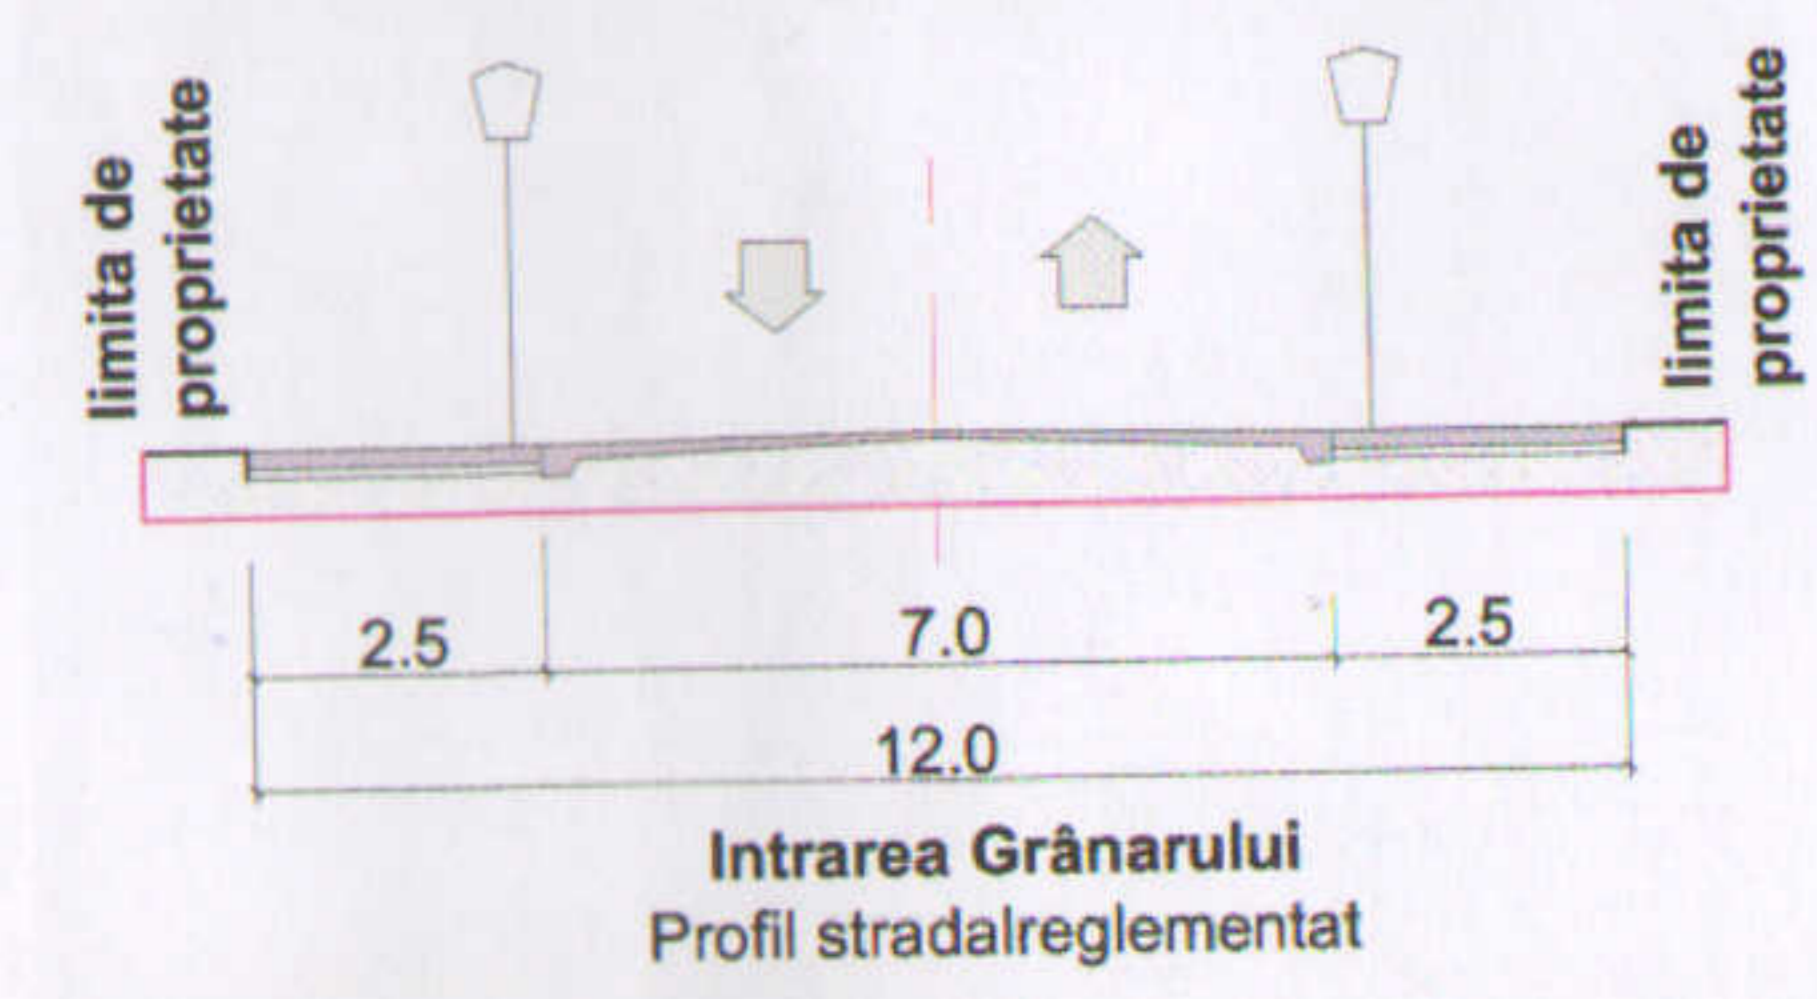 limita de
proprietate
limita de
proprietate
2.5
7.0
2.5
12.0
Intrarea Grânarului
Profil stradalreglementat